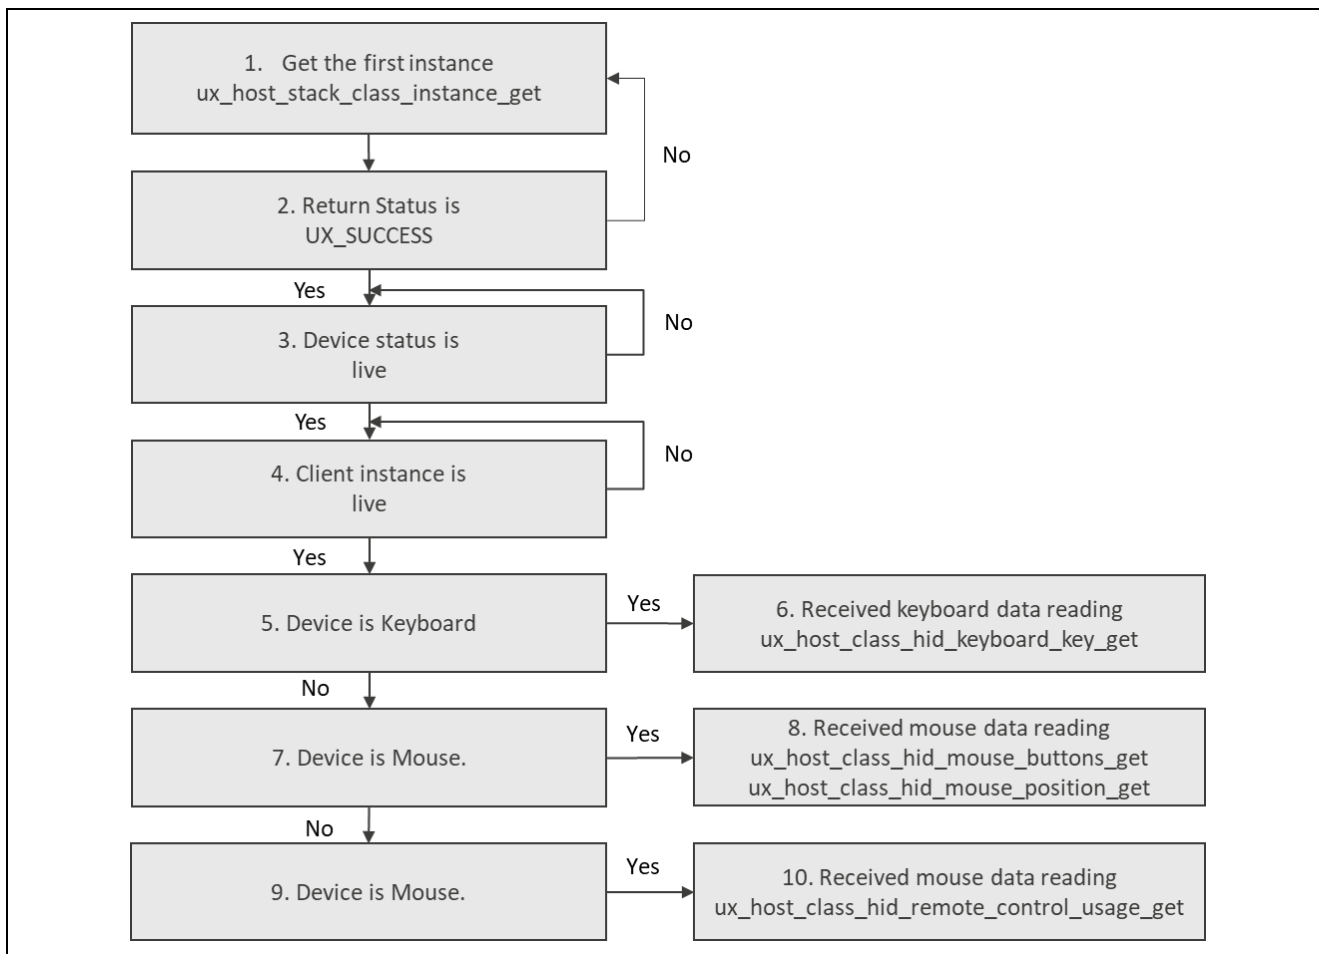 1. Get the first instance
ux_host_stack_class_instance_get
No
2. Return Status is
UX_SUCCESS
Yes
No
3. Device status is
live
Yes
No
4. Client instance is
live
Yes
5. Device is Keyboard
Yes
6. Received keyboard data reading
ux_host_class_hid_keyboard_key_get
No
7. Device is Mouse.
Yes
8. Received mouse data reading
ux_host_class_hid_mouse_buttons_get
ux_host_class_hid_mouse_position_get
No
9. Device is Mouse.
Yes
10. Received mouse data reading
ux_host_class_hid_remote_control_usage_get